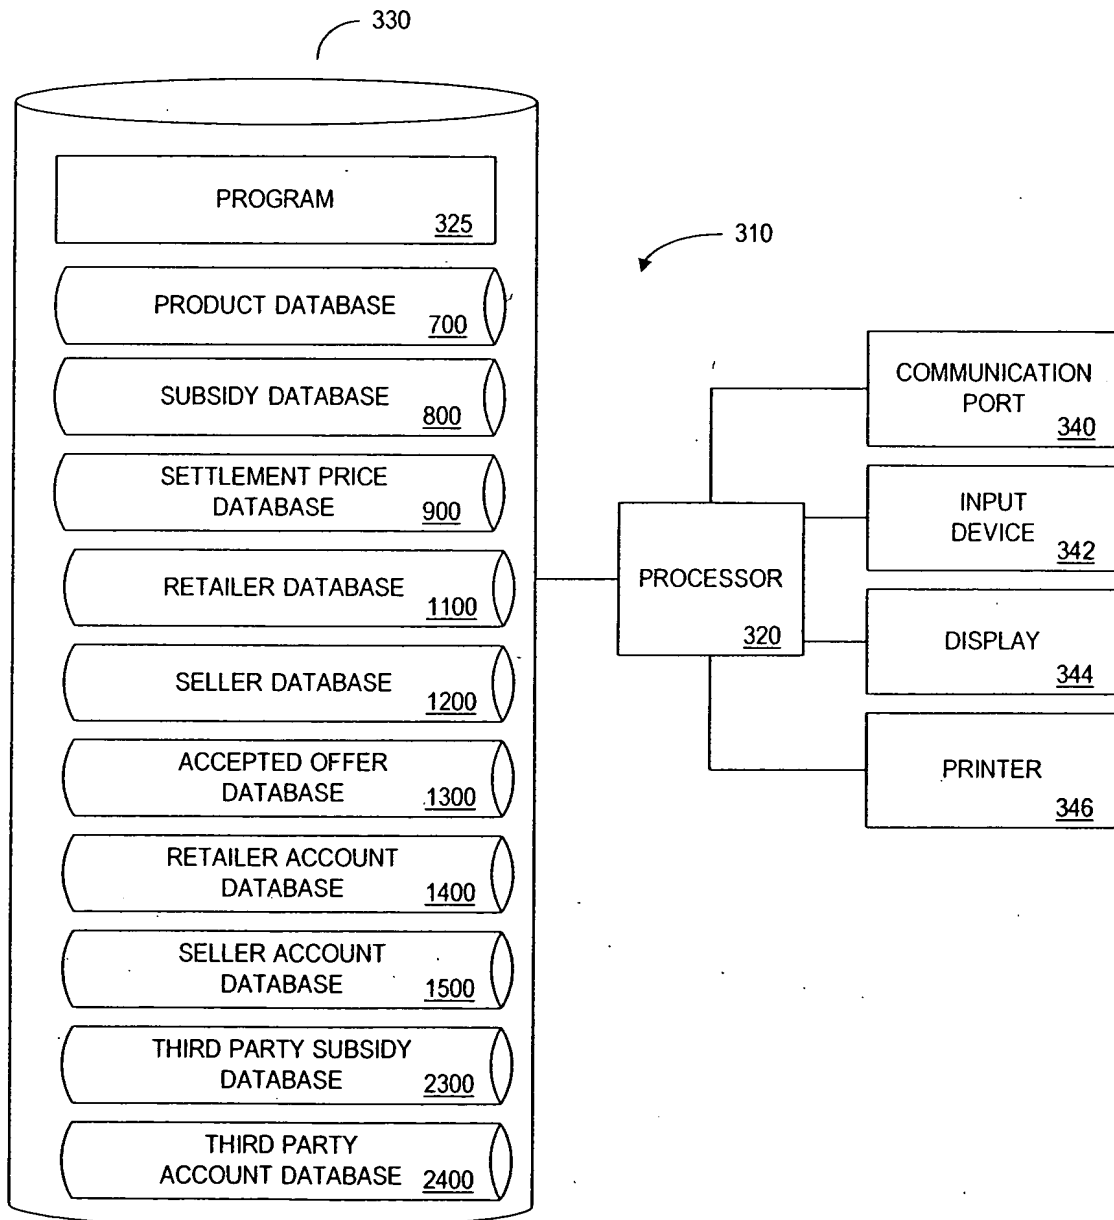 330
PROGRAM
325
310
PRODUCT DATABASE
700
SUBSIDY DATABASE
800
SETTLEMENT PRICE
DATABASE
900
RETAILER DATABASE
1100
SELLER DATABASE
1200
ACCEPTED OFFER
DATABASE
1300
RETAILER ACCOUNT
DATABASE
1400
SELLER ACCOUNT
DATABASE
1500
THIRD PARTY SUBSIDY
DATABASE
2300
THIRD PARTY
ACCOUNT DATABASE
2400
PROCESSOR
320
COMMUNICATION
PORT
340
INPUT
DEVICE
342
DISPLAY
344
PRINTER
346